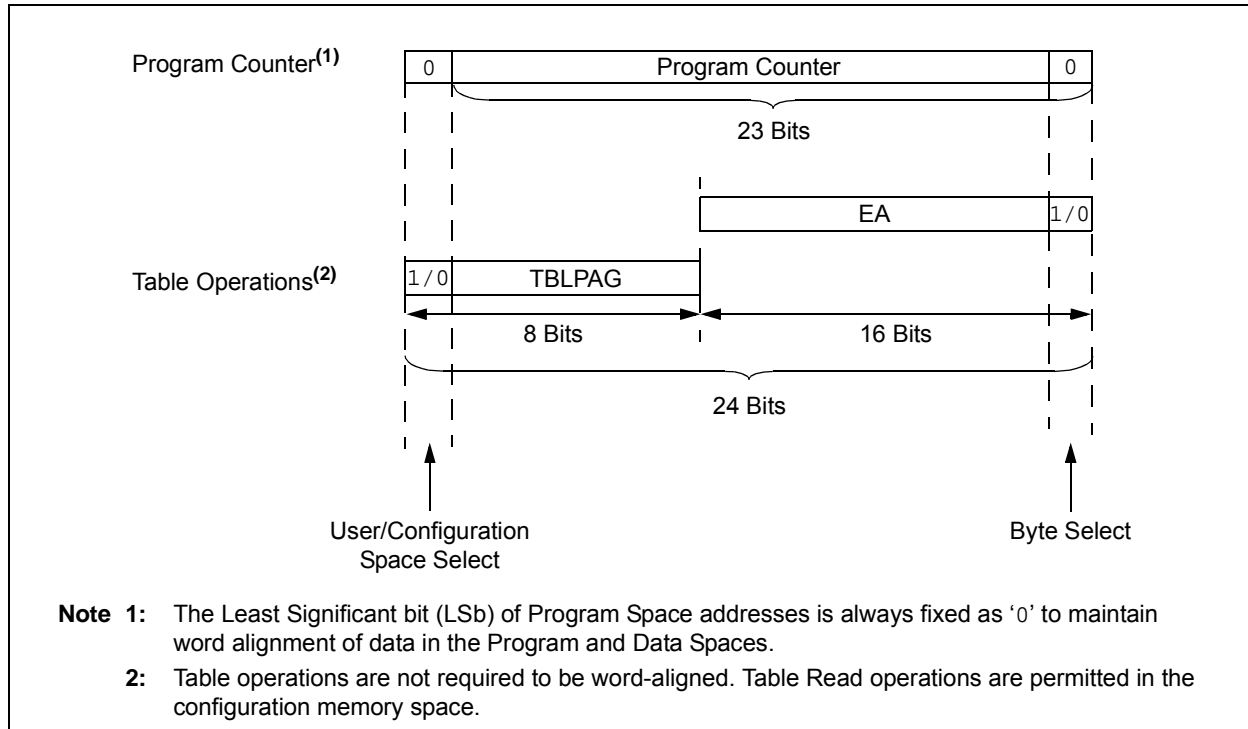 Program Counter(1)
0 Program Counter 0
23 Bits
EA 1/0
Table Operations(2)
1/0 TBLPAG
8 Bits 16 Bits
24 Bits
User/Configuration
Space Select
Byte Select
Note 1: The Least Significant bit (LSb) of Program Space addresses is always fixed as ‘0’ to maintain
word alignment of data in the Program and Data Spaces.
2: Table operations are not required to be word-aligned. Table Read operations are permitted in the
configuration memory space.